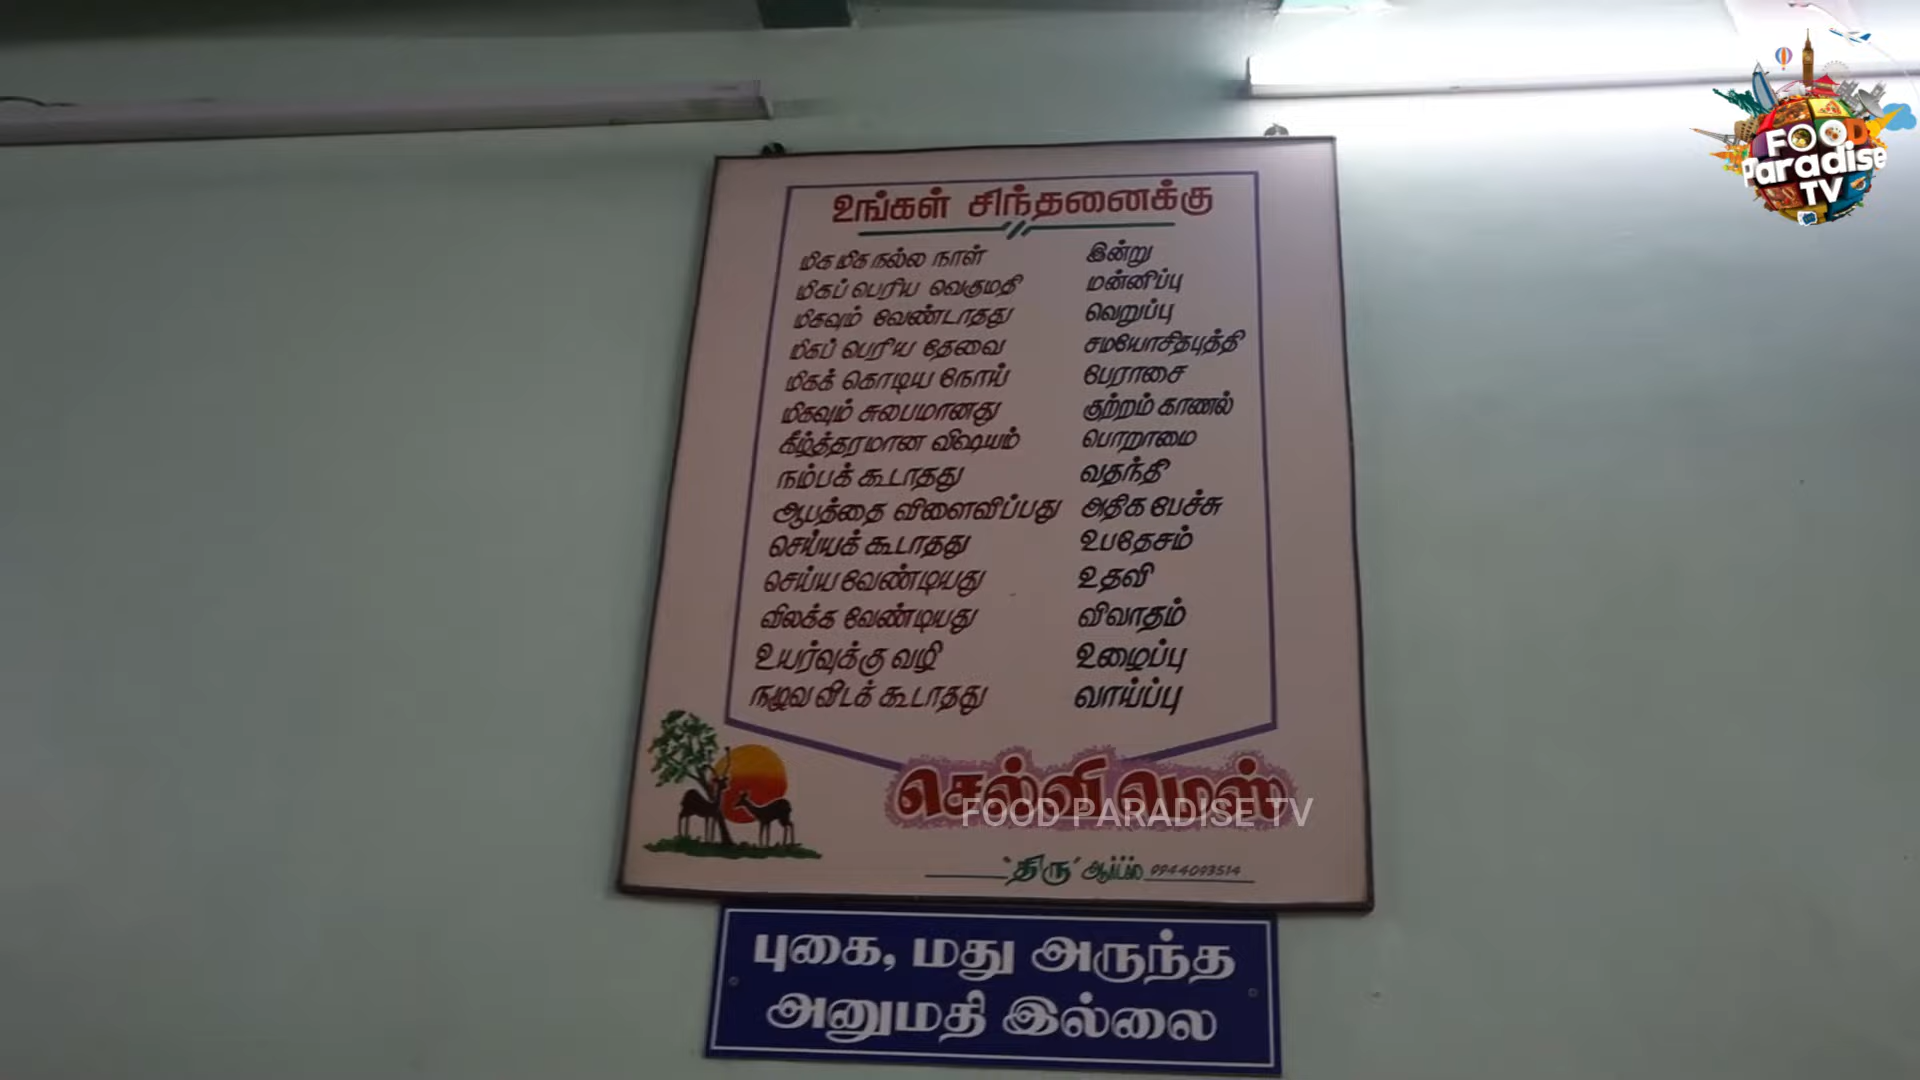 FOOD
Paradise
TV
உங்கள் சிந்தனைக்கு
மிக மிக நல்ல நாள் இன்று
மிகப் பெரிய வெகுமதி மன்னிப்பு
மிகவும் வேண்டாதது வெறுப்பு
மிகப் பெரிய தேவை சமயோசிதபுத்தி
மிகக் கொடிய நோய் பேராசை
மிகவும் சுலபமானது குற்றம் காணல்
கீழ்த்தரமான விஷயம் பொறாமை
நம்பக் கூடாதது வதந்தி
ஆபத்தை விளைவிப்பது அதிக பேச்சு
செய்யக் கூடாதது உபதேசம்
செய்ய வேண்டியது உதவி
விலக்க வேண்டியது விவாதம்
உயர்வுக்கு வழி உழைப்பு
நழுவ விடக் கூடாதது வாய்ப்பு
செல்வி மெஸ்
FOOD PARADISE TV
'திரு' ஆர்ட்ஸ் 9944093514
புகை, மது அருந்த
அனுமதி இல்லை